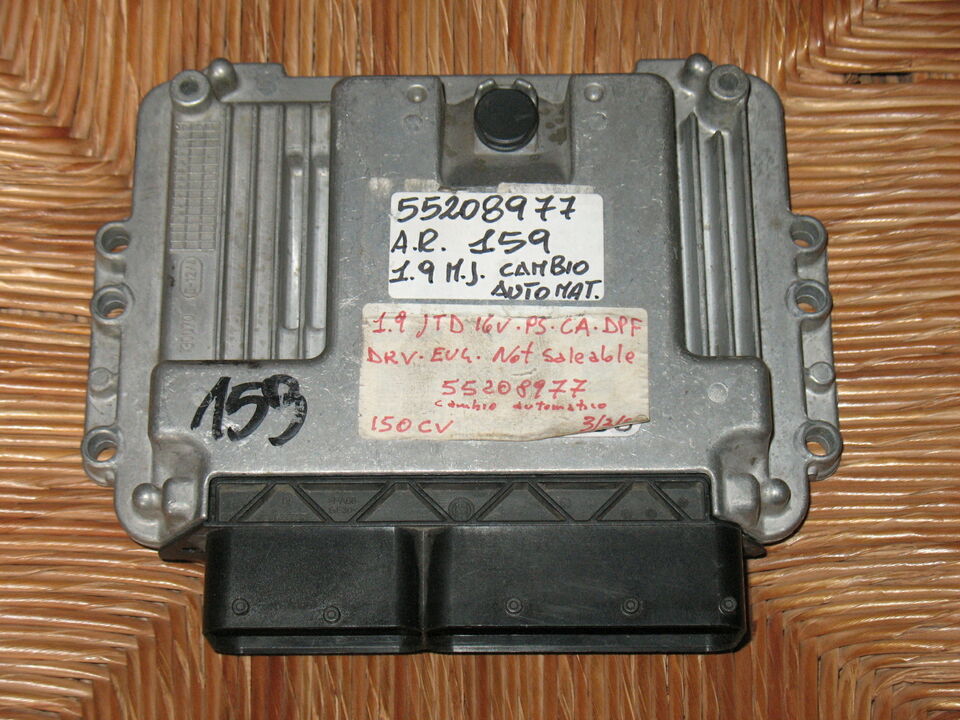 55208977
A.R. 159
1.9 M.J. CAMBIO
AUTOMAT.
1.9 JTD 16V. PS. CA. DPF
DRV. EU4. Not Saleable
55208977
cambio automatico
150 CV
159